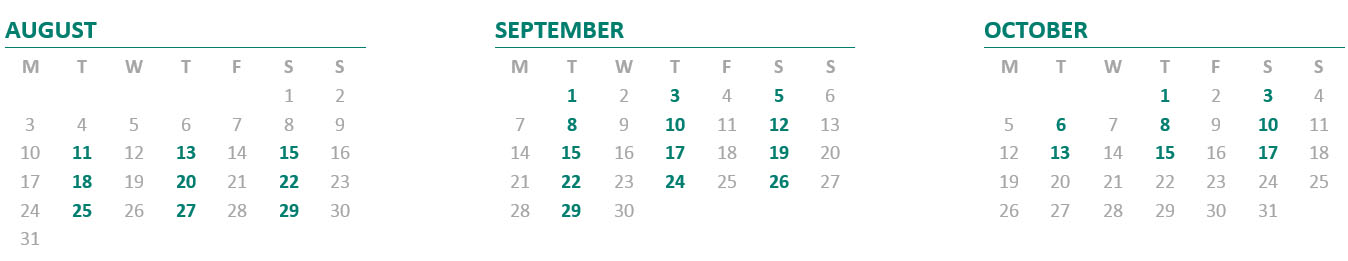 AUGUST
M T W T F S S
1 2
3 4 5 6 7 8 9
10 11 12 13 14 15 16
17 18 19 20 21 22 23
24 25 26 27 28 29 30
31
SEPTEMBER
M T W T F S S
1 2 3 4 5 6
7 8 9 10 11 12 13
14 15 16 17 18 19 20
21 22 23 24 25 26 27
28 29 30
OCTOBER
M T W T F S S
1 2 3 4
5 6 7 8 9 10 11
12 13 14 15 16 17 18
19 20 21 22 23 24 25
26 27 28 29 30 31